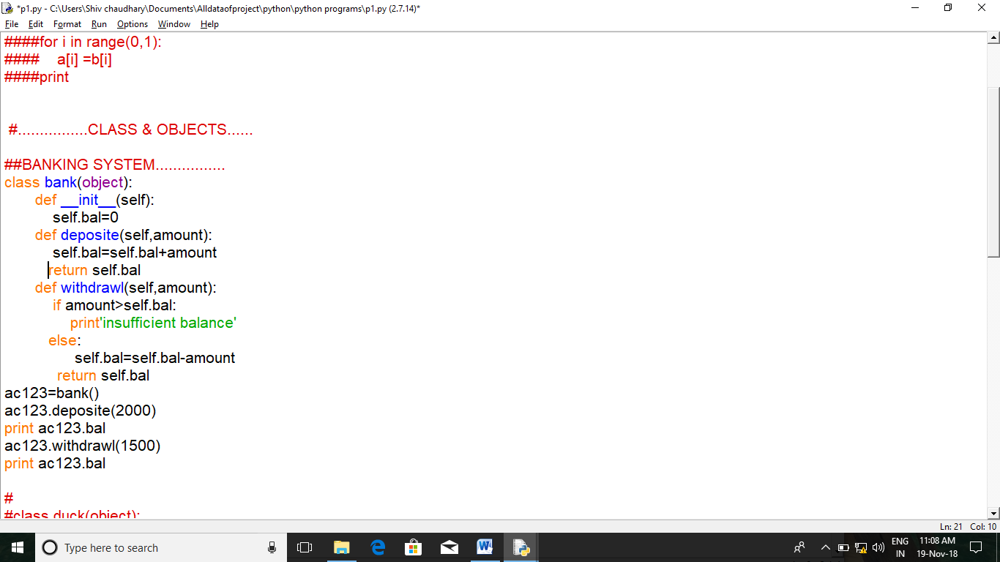 *p1.py - C:\Users\Shiv chaudhary\Documents\Alldataofproject\python\python programs\p1.py (2.7.14)*
File Edit Format Run Options Window Help
####for i in range(0,1):
####    a[i] =b[i]
####print
#................CLASS & OBJECTS......
##BANKING SYSTEM................
class bank(object):
       def __init__(self):
           self.bal=0
       def deposite(self,amount):
           self.bal=self.bal+amount
          return self.bal
       def withdrawl(self,amount):
           if amount>self.bal:
               print'insufficient balance'
          else:
                self.bal=self.bal-amount
            return self.bal
ac123=bank()
ac123.deposite(2000)
print ac123.bal
ac123.withdrawl(1500)
print ac123.bal
#
#class duck(object):
Ln: 21 Col: 10
Type here to search
ENG
IN
11:08 AM
19-Nov-18